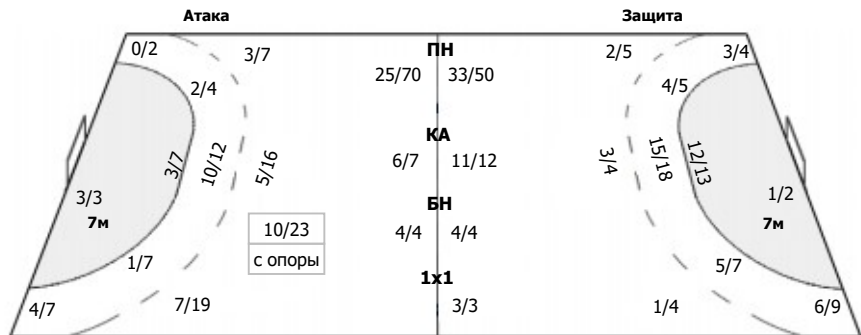 Атака Защита
0/2 3/7 ПН 2/5 3/4
25/70 33/50
2/4 4/5
КА
3/7 10/12 5/16 6/7 11/12 3/4 15/18 12/13
3/3 БН 1/2
7м 10/23 4/4 4/4 7м
с опоры
1/7 5/7
1х1
4/7 7/19 3/3 1/4 6/9